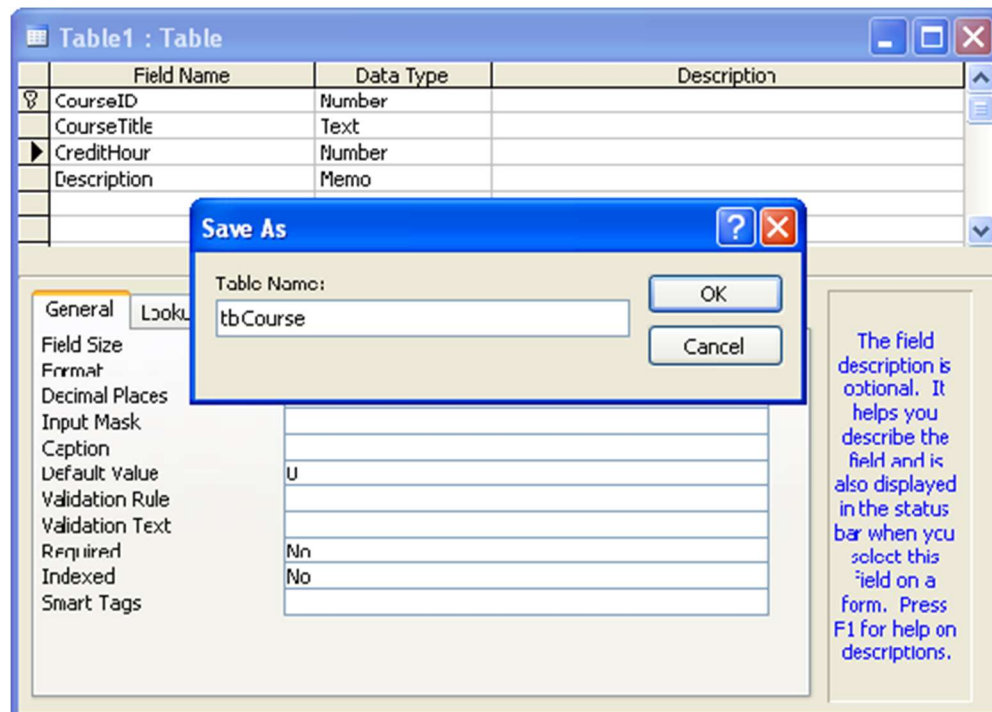 Table1 : Table
Field Name Data Type Description
CourseID Number
CourseTitle Text
CreditHour Number
Description Memo
Save As
Table Name:
tbCourse
OK
Cancel
General Looku
Field Size
Format
Decimal Places
Input Mask
Caption
Default Value 0
Validation Rule
Validation Text
Required No
Indexed No
Smart Tags
The field
description is
optional. It
helps you
describe the
field and is
also displayed
in the status
bar when you
select this
field on a
form. Press
F1 for help on
descriptions.